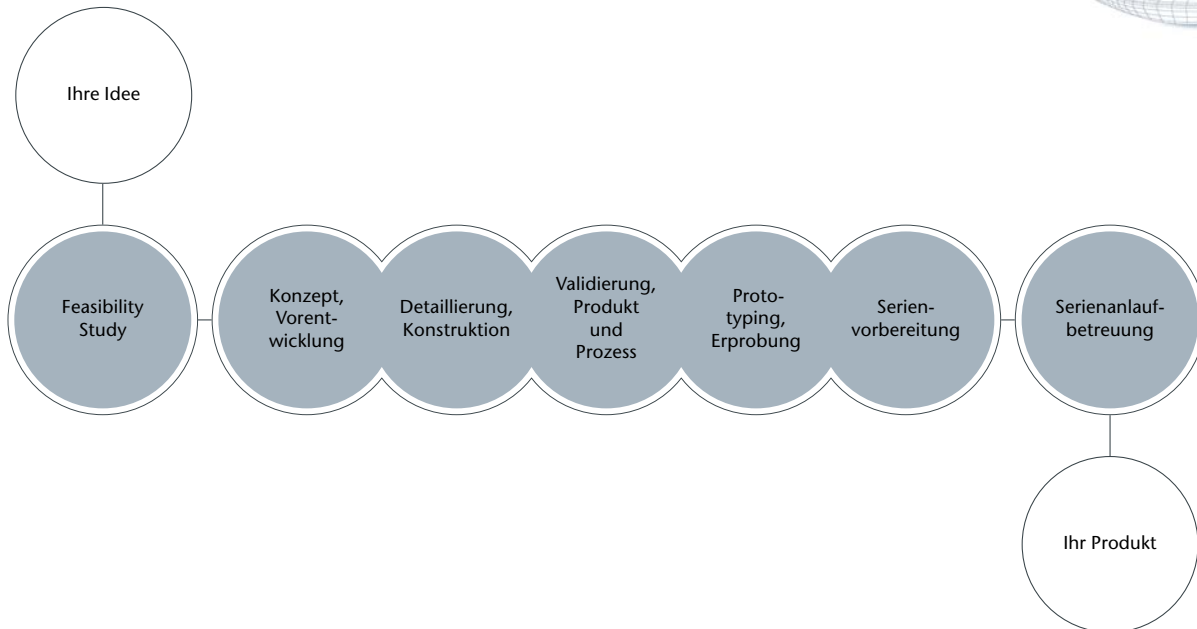 Ihre Idee
Feasibility
Study
Konzept,
Vorent-
wicklung
Detaillierung,
Konstruktion
Validierung,
Produkt
und
Prozess
Proto-
typing,
Erprobung
Serien-
vorbereitung
Serienanlauf-
betreuung
Ihr Produkt